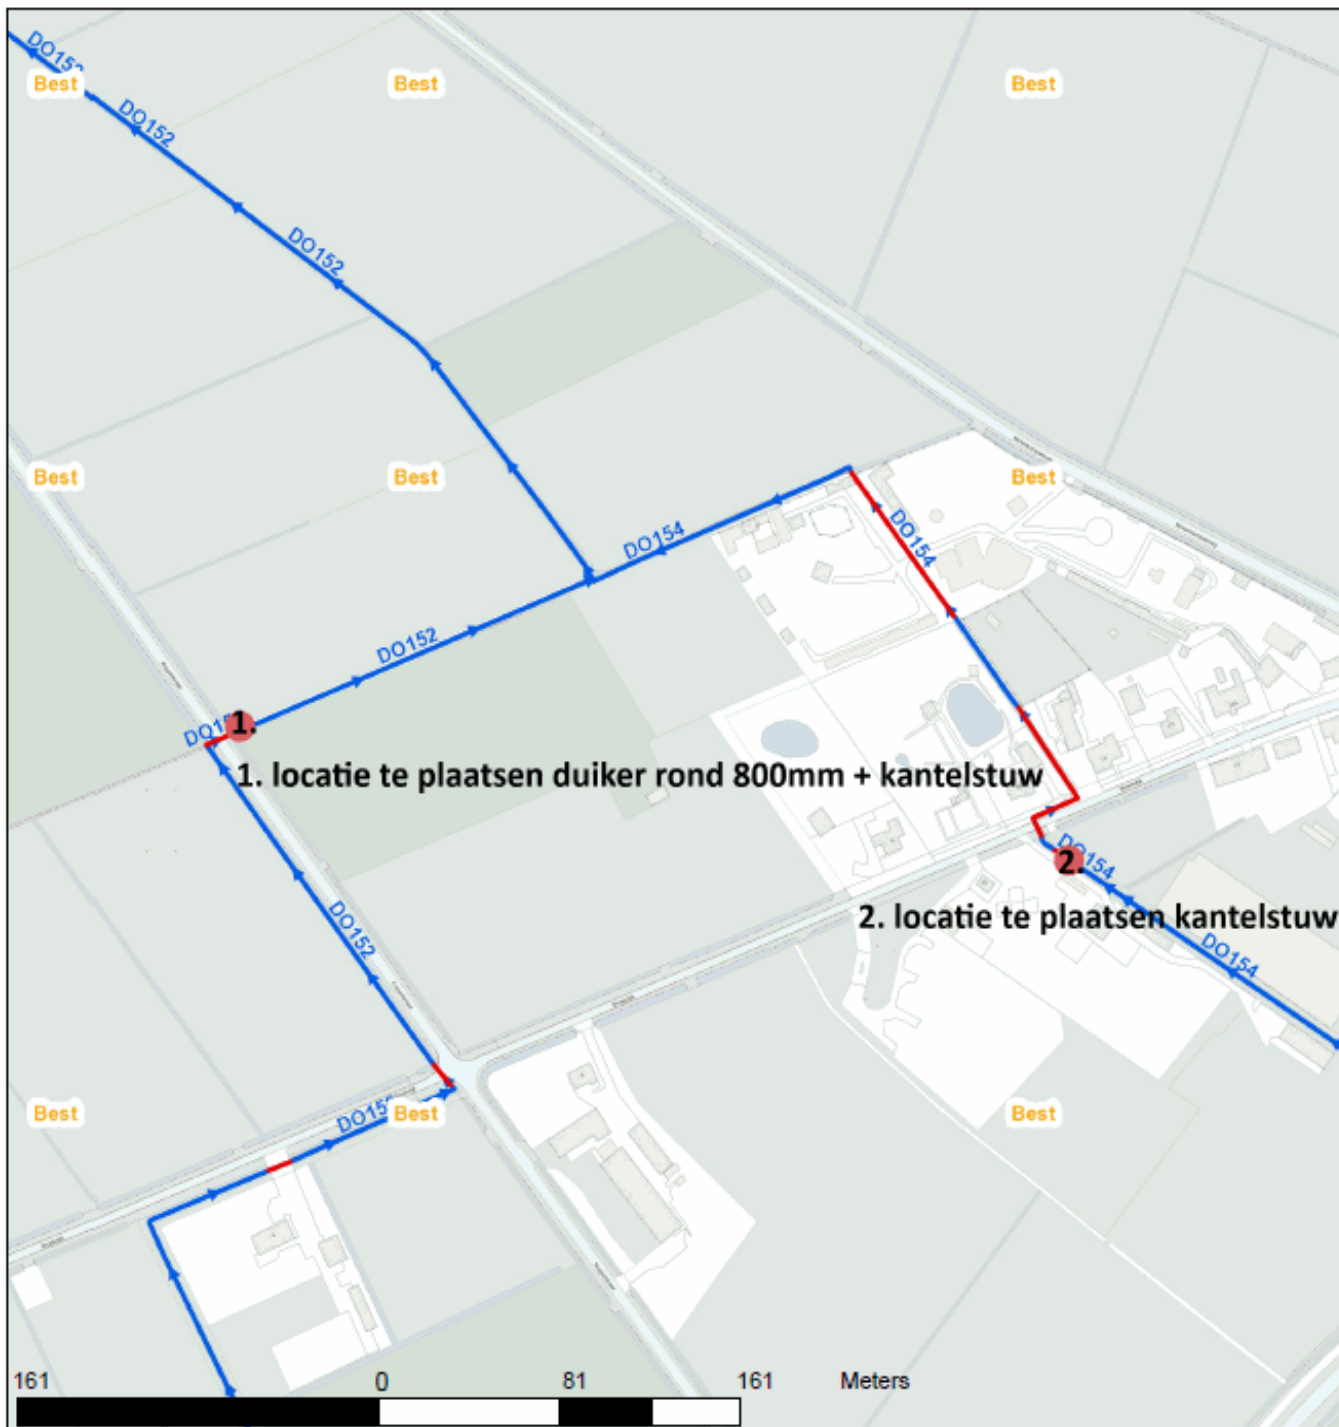 DO152
Best
Best
Best
DO152
DO152
Best
Best
Best
DO154
DO154
DO152
1.
1. locatie te plaatsen duiker rond 800mm + kantelstuw
DO154
2.
2. locatie te plaatsen kantelstuw
DO152
DO154
Best
Best
Best
161 0 81 161 Meters